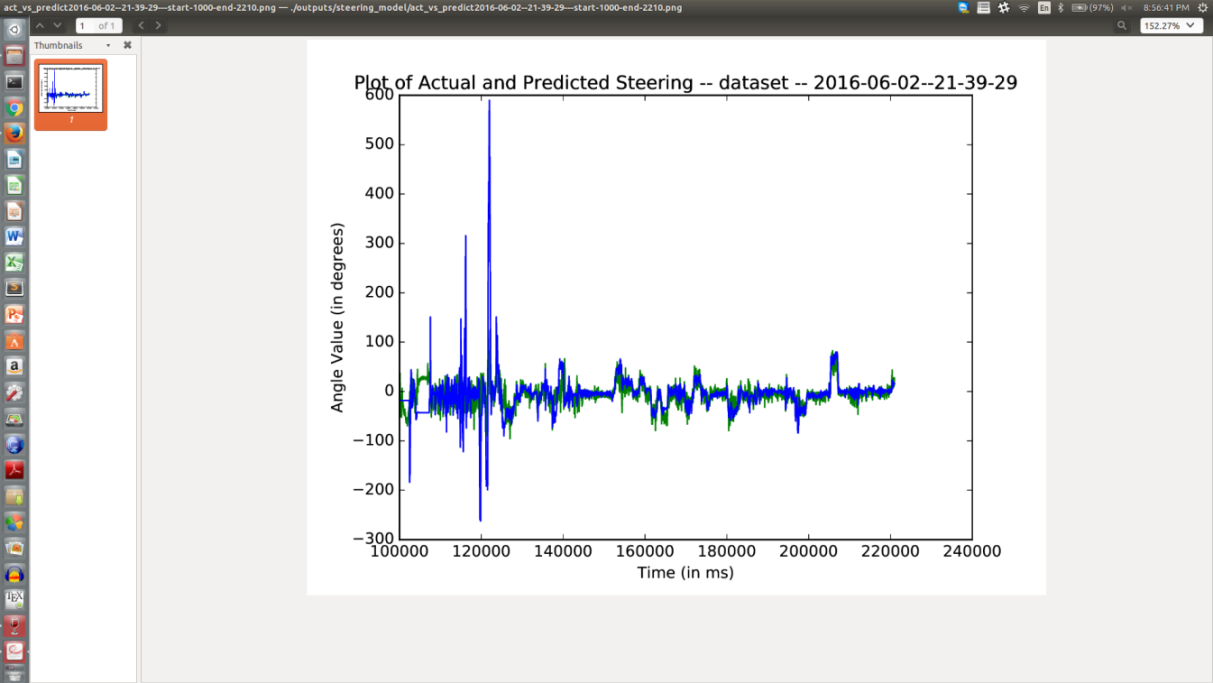 act_vs_predict2016-06-02--21-39-29—start-1000-end-2210.png — ./outputs/steering_model/act_vs_predict2016-06-02--21-39-29—start-1000-end-2210.png
En (97%) 8:56:41 PM
1 of 1 152.27%
Thumbnails
1
Plot of Actual and Predicted Steering -- dataset -- 2016-06-02--21-39-29
600
500
400
300
200
100
0
−100
−200
−300
Angle Value (in degrees)
100000 120000 140000 160000 180000 200000 220000 240000
Time (in ms)